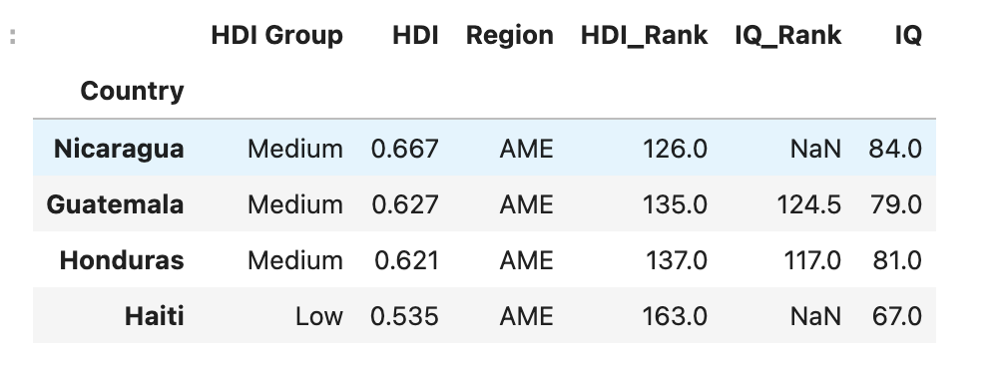 : HDI Group HDI Region HDI_Rank IQ_Rank IQ
Country
Nicaragua Medium 0.667 AME 126.0 NaN 84.0
Guatemala Medium 0.627 AME 135.0 124.5 79.0
Honduras Medium 0.621 AME 137.0 117.0 81.0
Haiti Low 0.535 AME 163.0 NaN 67.0